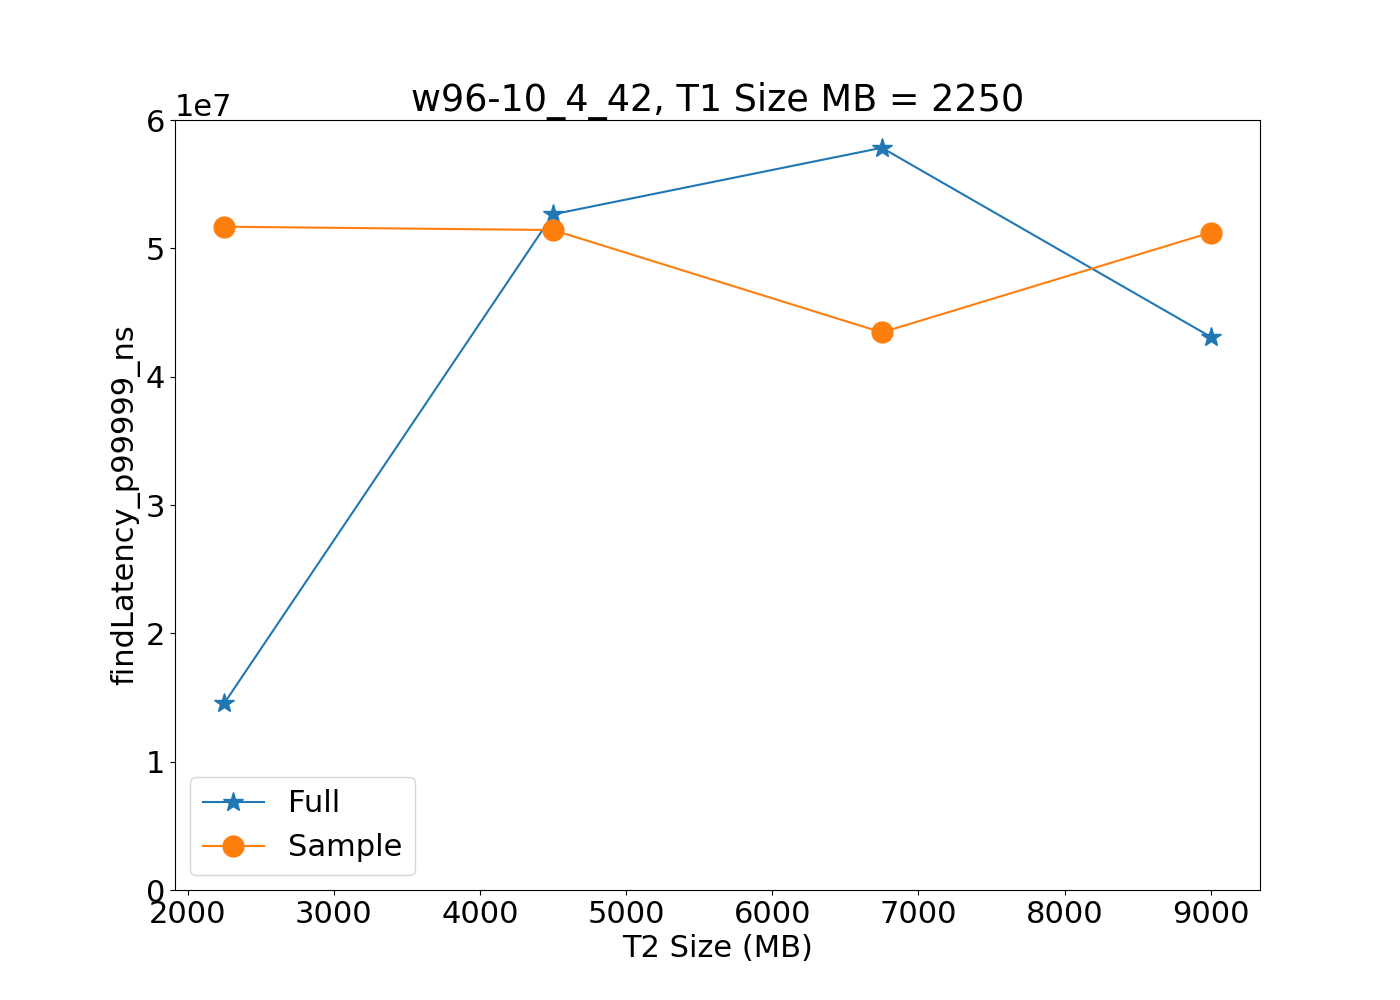 w96-10_4_42, T1 Size MB = 2250
1e7
6
5
4
3
2
1
0
findLatency_p99999_ns
Full
Sample
2000 3000 4000 5000 6000 7000 8000 9000
T2 Size (MB)